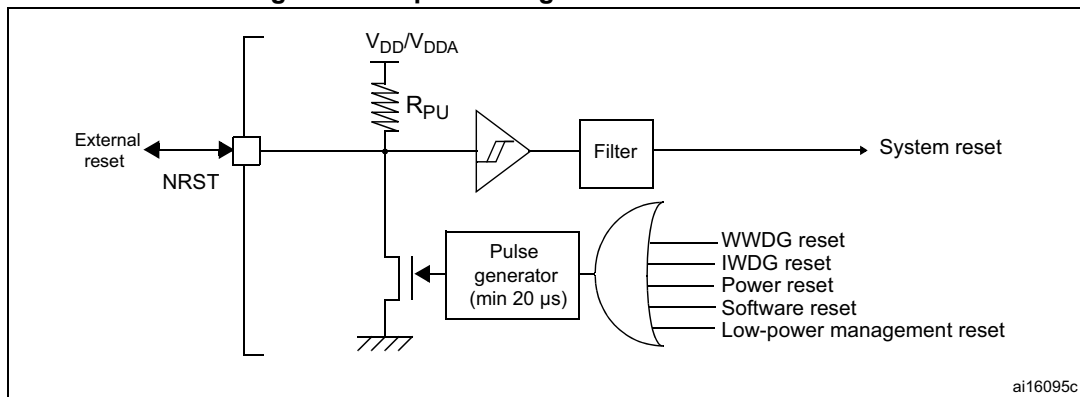 V_DD/V_DDA
R_PU
External
reset
NRST
Filter
System reset
Pulse
generator
(min 20 μs)
WWDG reset
IWDG reset
Power reset
Software reset
Low-power management reset
ai16095c